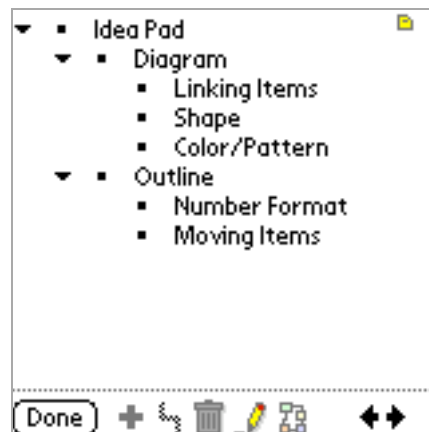 Idea Pad
Diagram
Linking Items
Shape
Color/Pattern
Outline
Number Format
Moving Items
Done